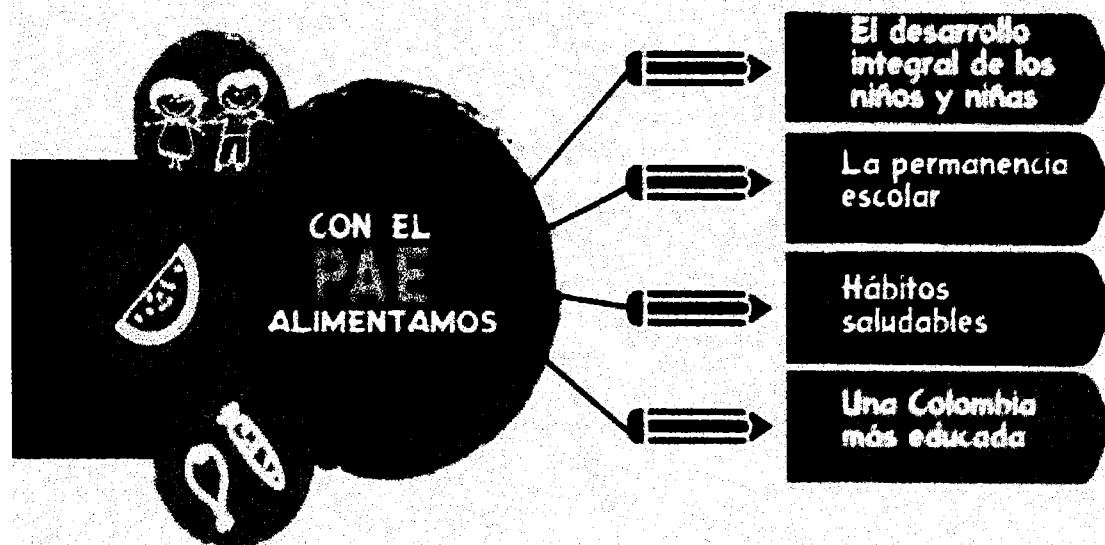 CON EL
PAE
ALIMENTAMOS
El desarrollo
integral de los
niños y niñas
La permanencia
escolar
Hábitos
saludables
Una Colombia
más educada